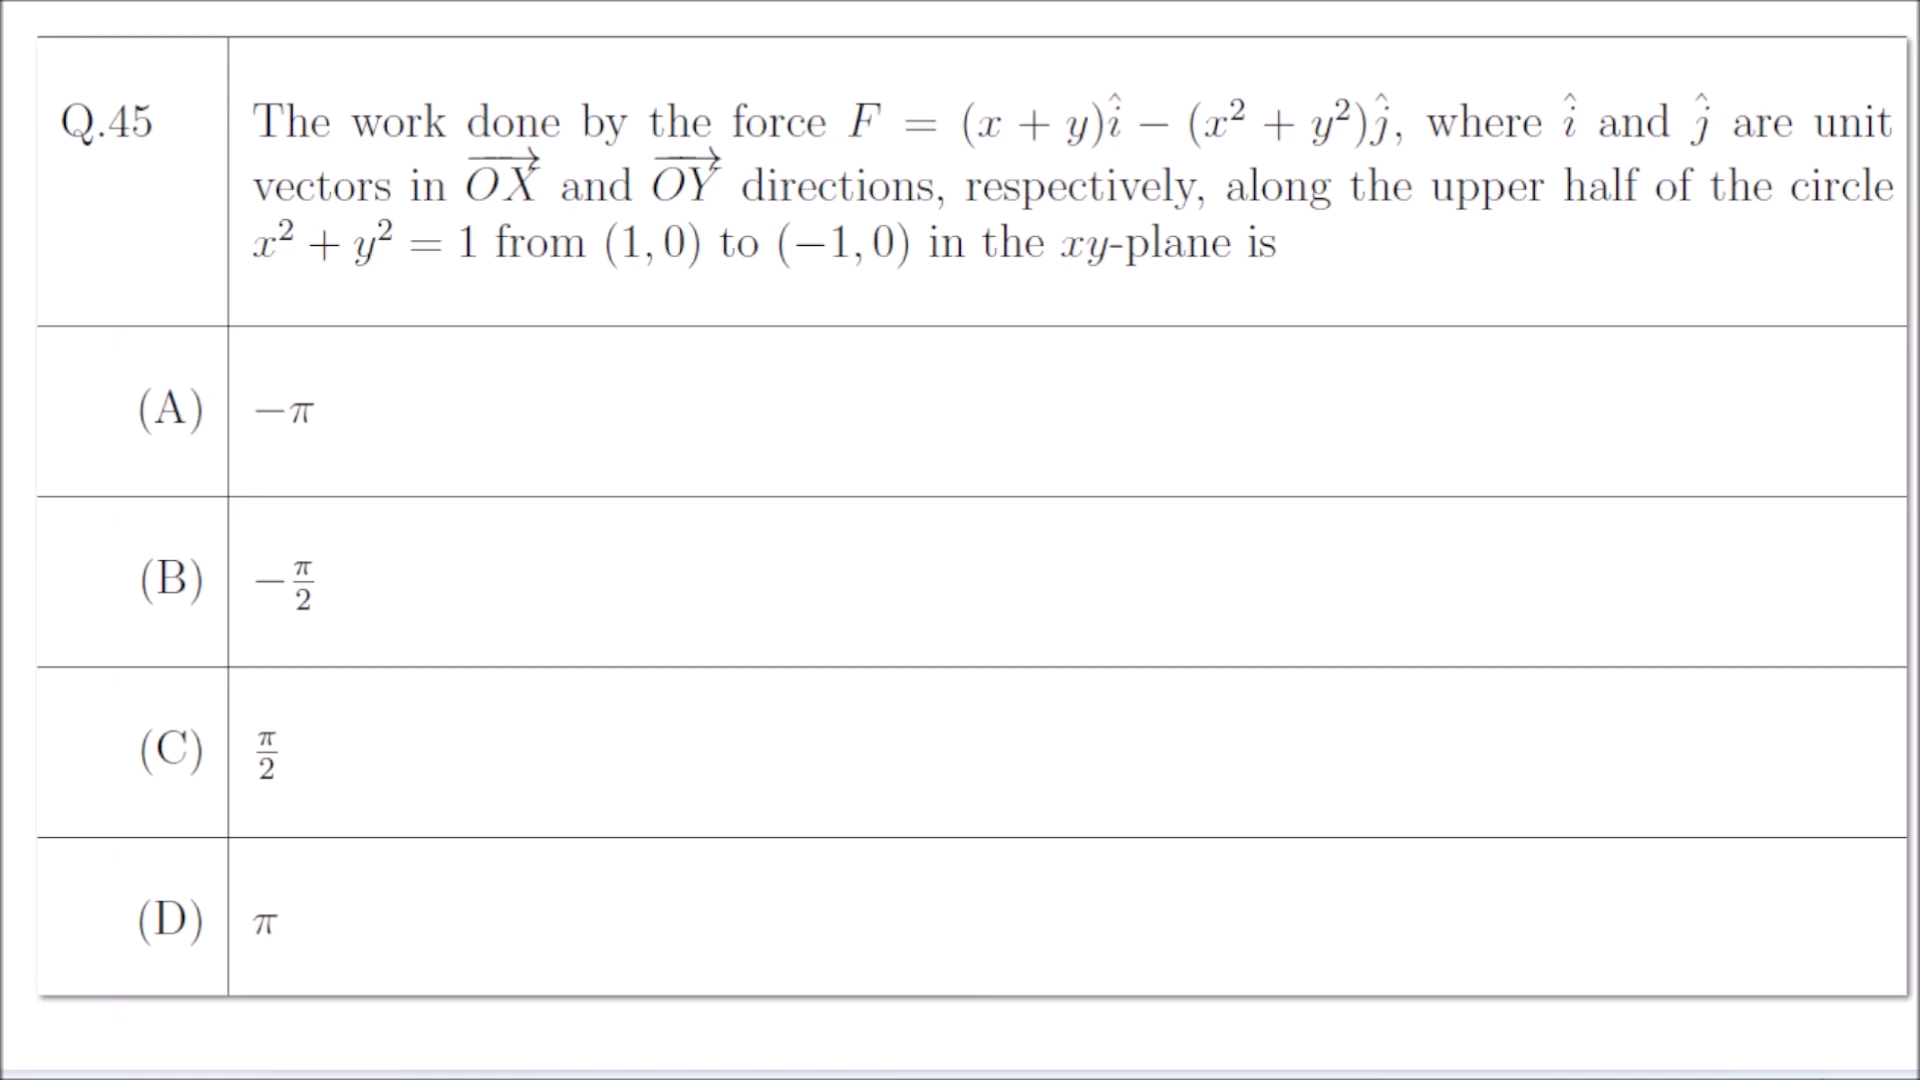 Q.45 The work done by the force F = (x + y)î − (x² + y²)ĵ, where î and ĵ are unit
vectors in \overrightarrow{OX} and \overrightarrow{OY} directions, respectively, along the upper half of the circle
x² + y² = 1 from (1, 0) to (−1, 0) in the xy-plane is
(A) −π
(B) −π/2
(C) π/2
(D) π